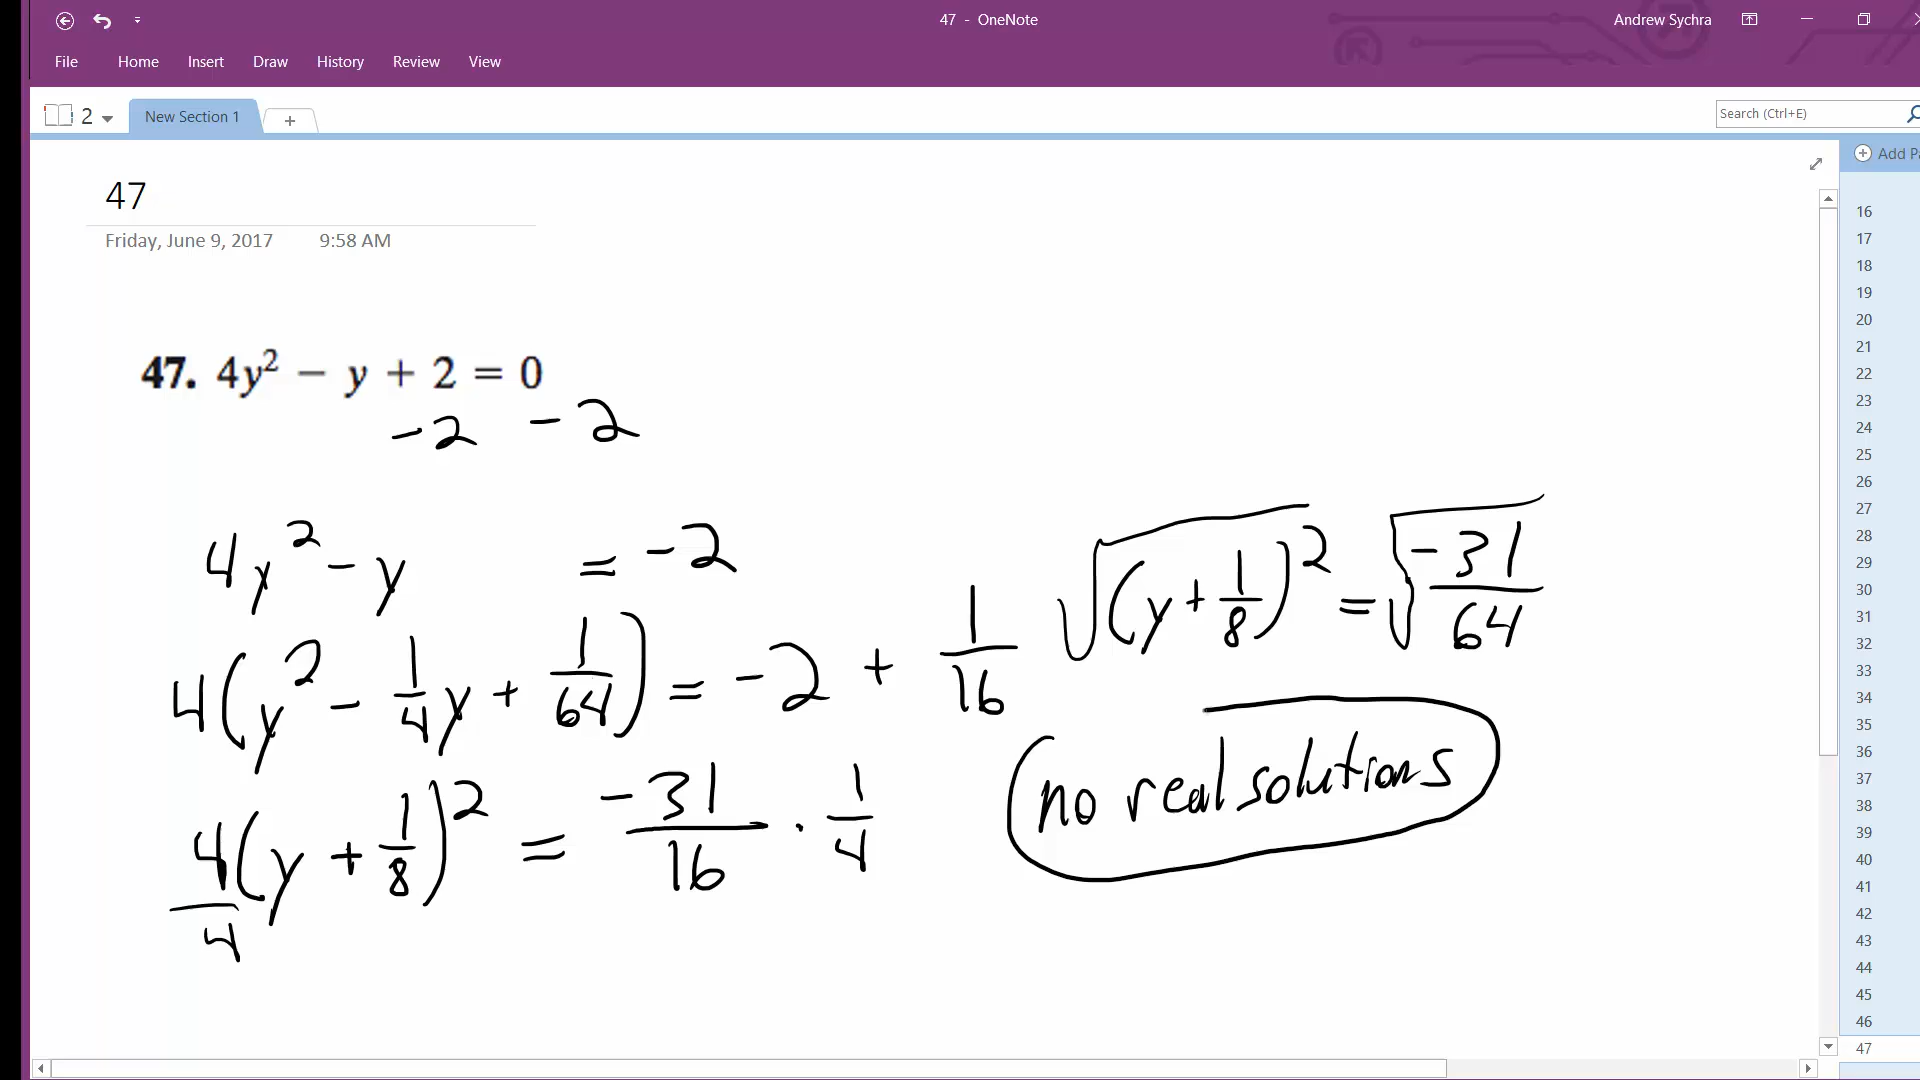 47 - OneNote
Andrew Sychra
File Home Insert Draw History Review View
2 New Section 1 +
Search (Ctrl+E)
Add Pa
47
Friday, June 9, 2017 9:58 AM
47. 4y² − y + 2 = 0
-2 -2
4y² - y = -2
4(y² - 1/4 y + 1/64) = -2 + 1/16
4(y + 1/8)² = -31/16 · 1/4
4
√(y + 1/8)² = √-31/64
no real solutions
16
17
18
19
20
21
22
23
24
25
26
27
28
29
30
31
32
33
34
35
36
37
38
39
40
41
42
43
44
45
46
47